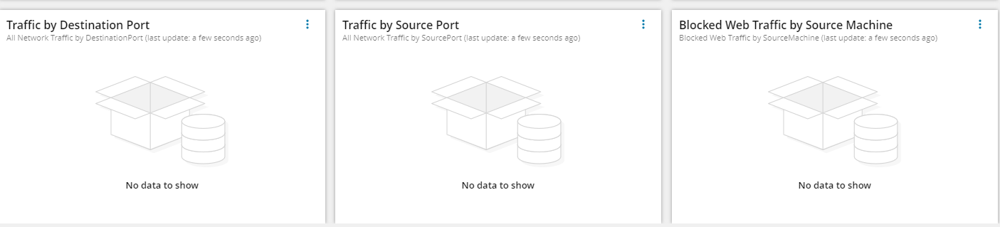 Traffic by Destination Port
All Network Traffic by DestinationPort (last update: a few seconds ago)
No data to show
Traffic by Source Port
All Network Traffic by SourcePort (last update: a few seconds ago)
No data to show
Blocked Web Traffic by Source Machine
Blocked Web Traffic by SourceMachine (last update: a few seconds ago)
No data to show